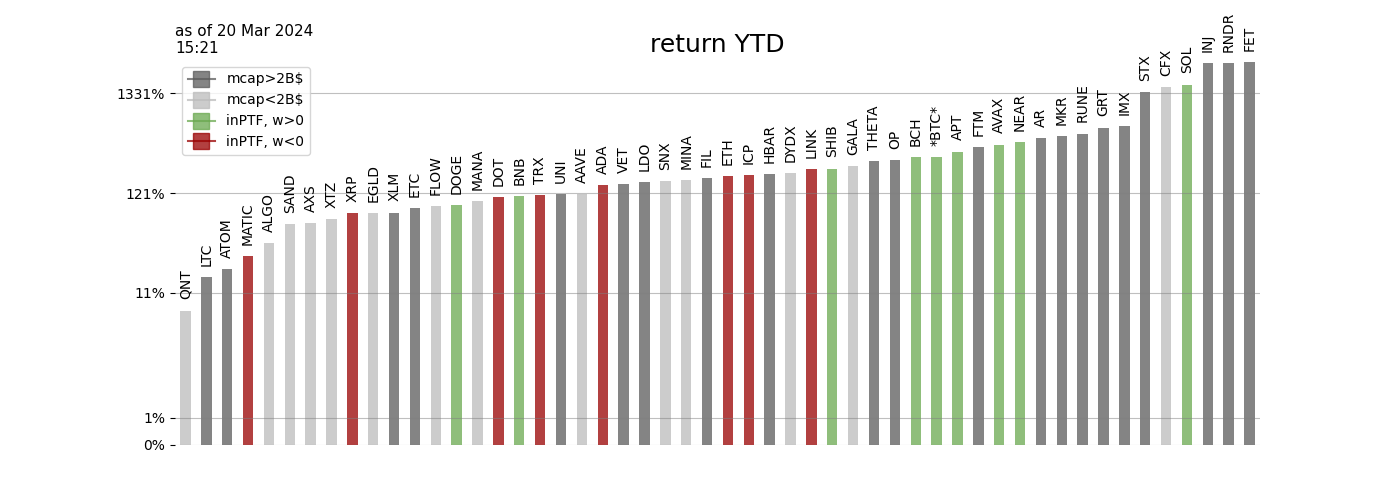 as of 20 Mar 2024
15:21
return YTD
mcap>2B$
mcap<2B$
inPTF, w>0
inPTF, w<0
1331%
121%
11%
1%
0%
QNT
LTC
ATOM
MATIC
ALGO
SAND
AXS
XTZ
XRP
EGLD
XLM
ETC
FLOW
DOGE
MANA
DOT
BNB
TRX
UNI
AAVE
ADA
VET
LDO
SNX
MINA
FIL
ETH
ICP
HBAR
DYDX
LINK
SHIB
GALA
THETA
OP
BCH
*BTC*
APT
FTM
AVAX
NEAR
AR
MKR
RUNE
GRT
IMX
STX
CFX
SOL
INJ
RNDR
FET